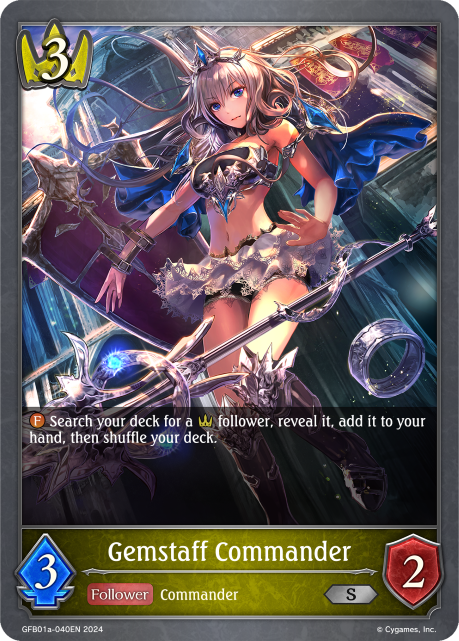 3
F Search your deck for a follower, reveal it, add it to your
hand, then shuffle your deck.
Gemstaff Commander
3
Follower Commander
S
2
GFB01a-040EN 2024
© Cygames, Inc.